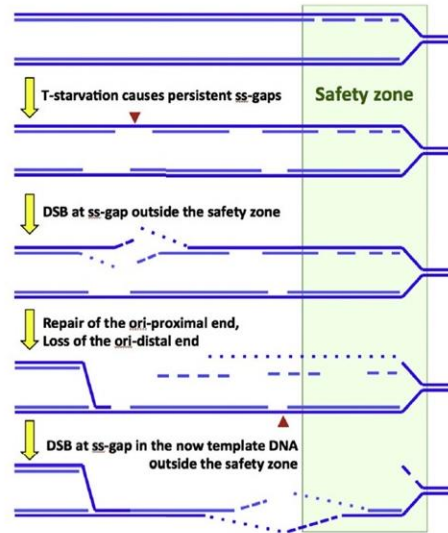 T-starvation causes persistent ss-gaps
Safety zone
DSB at ss-gap outside the safety zone
Repair of the ori-proximal end,
Loss of the ori-distal end
DSB at ss-gap in the now template DNA
outside the safety zone